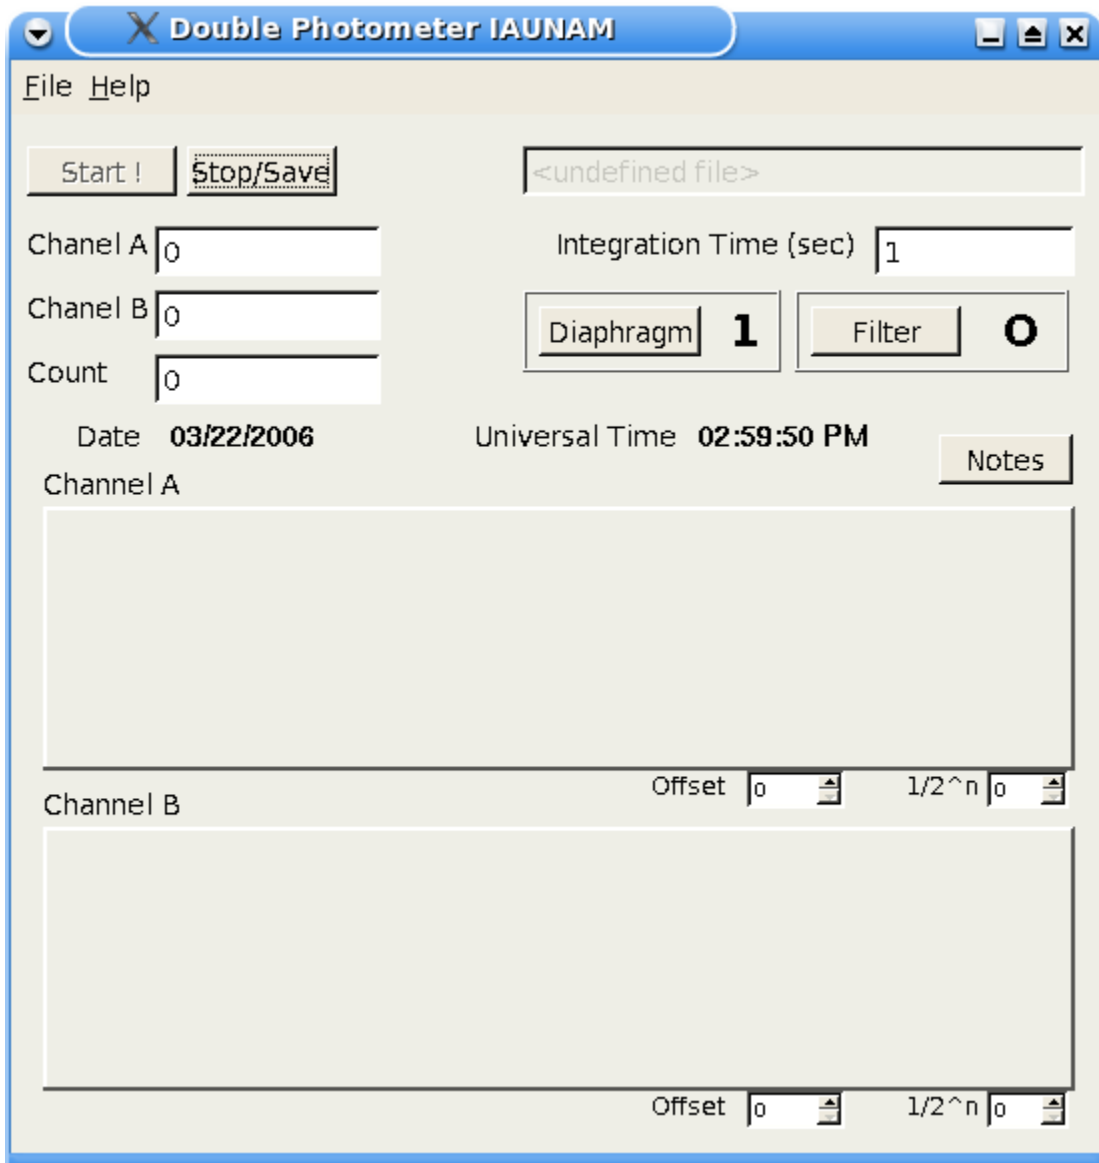 Double Photometer IAUNAM
File Help
Start ! Stop/Save <undefined file>
Chanel A 0 Integration Time (sec) 1
Chanel B 0 Diaphragm 1 Filter O
Count 0
Date 03/22/2006 Universal Time 02:59:50 PM
Notes
Channel A
Offset 0 1/2^n 0
Channel B
Offset 0 1/2^n 0